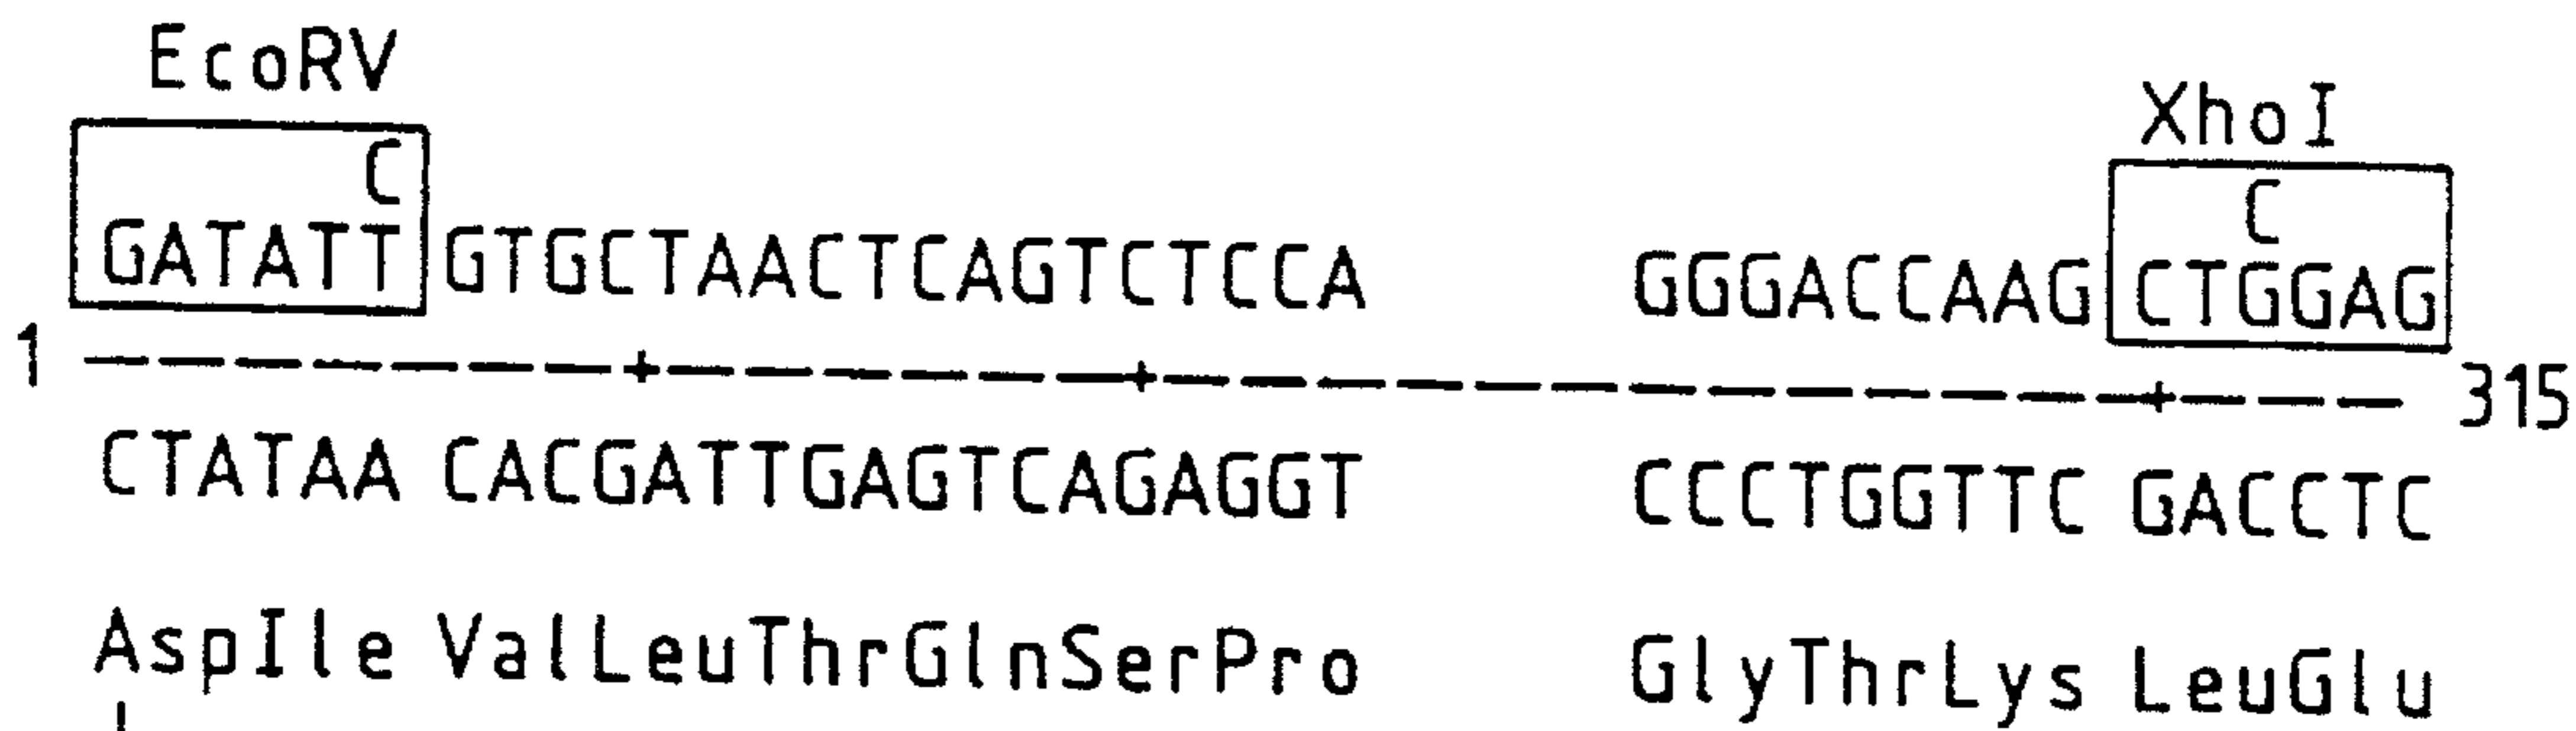 EcoRV
XhoI
C
C
GATATT GTGCTAACTCAGTCTCCA GGGACCAAG CTGGAG
1 ----------+----------+--------------------+----- 315
CTATAA CACGATTGAGTCAGAGGT CCCTGGTTC GACCTC
AspIle ValLeuThrGlnSerPro GlyThrLys LeuGlu